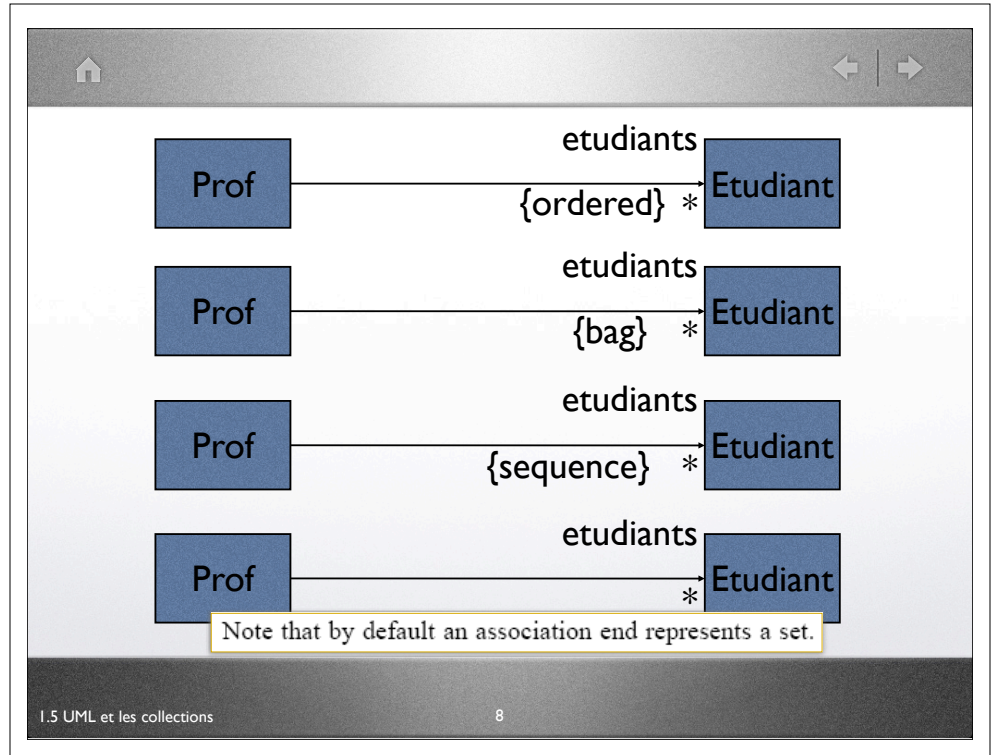 etudiants
Prof Etudiant
{ordered} *
etudiants
Prof Etudiant
{bag} *
etudiants
Prof Etudiant
{sequence} *
etudiants
Prof Etudiant
*
Note that by default an association end represents a set.
1.5 UML et les collections 8